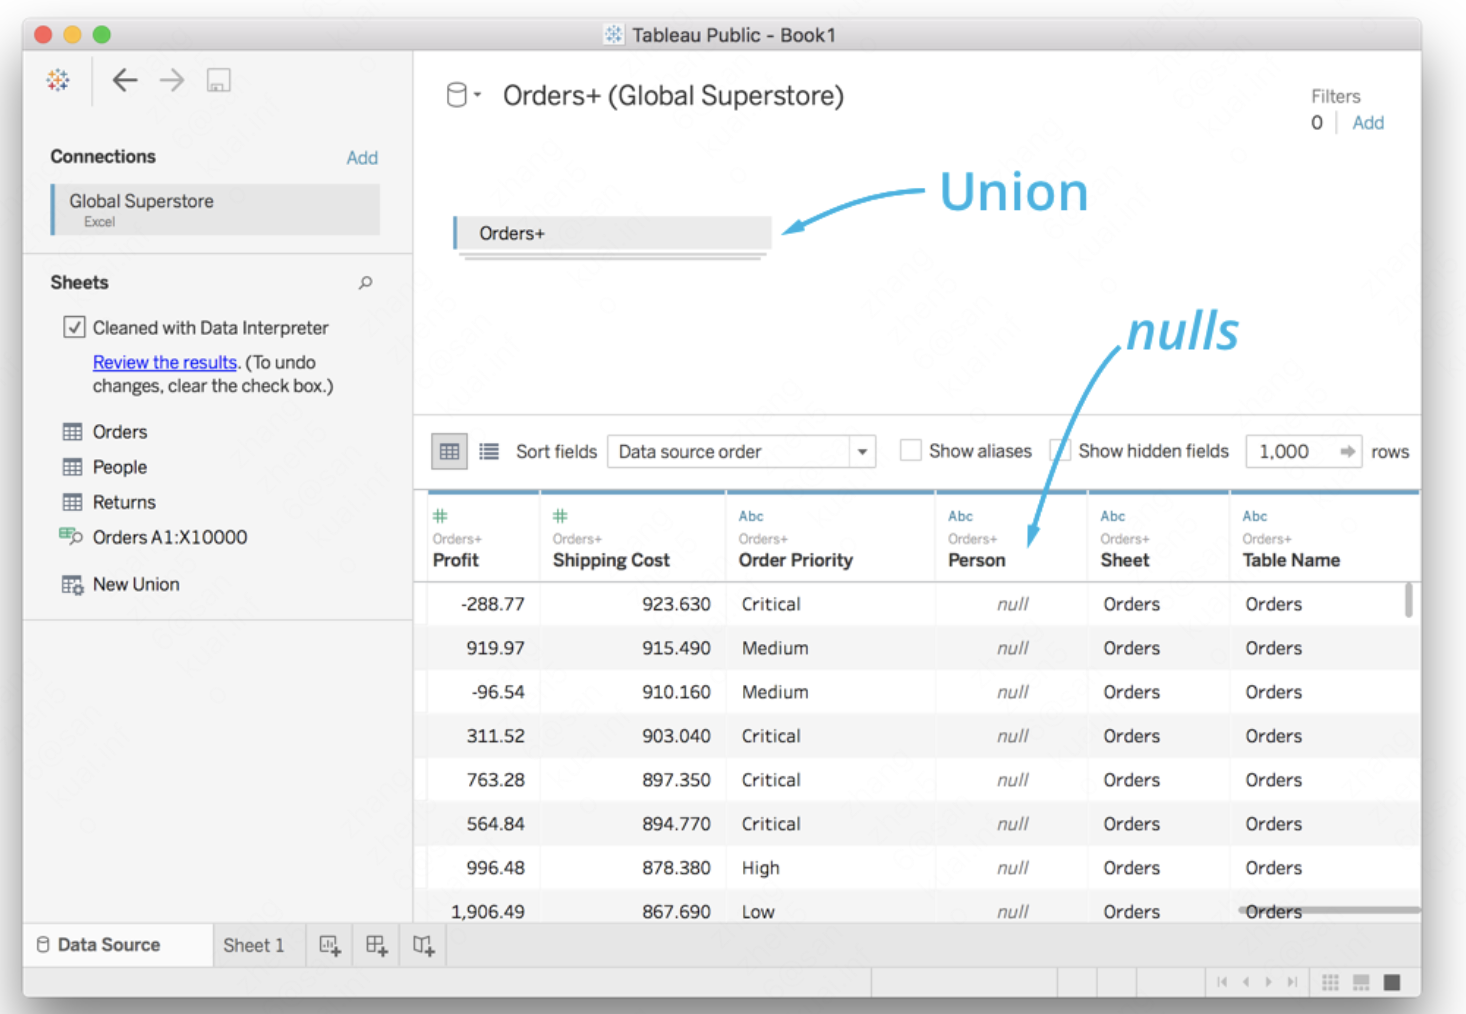 Tableau Public - Book1
Orders+ (Global Superstore)
Filters
0 Add
Connections Add
Global Superstore
Excel
Union
Orders+
Sheets
nulls
Cleaned with Data Interpreter
Review the results. (To undo
changes, clear the check box.)
Orders
People
Returns
Orders A1:X10000
New Union
Sort fields Data source order Show aliases Show hidden fields 1,000 rows
# # Abc Abc Abc Abc
Orders+ Orders+ Orders+ Orders+ Orders+ Orders+
Profit Shipping Cost Order Priority Person Sheet Table Name
-288.77 923.630 Critical null Orders Orders
919.97 915.490 Medium null Orders Orders
-96.54 910.160 Medium null Orders Orders
311.52 903.040 Critical null Orders Orders
763.28 897.350 Critical null Orders Orders
564.84 894.770 Critical null Orders Orders
996.48 878.380 High null Orders Orders
1,906.49 867.690 Low null Orders Orders
Data Source Sheet 1